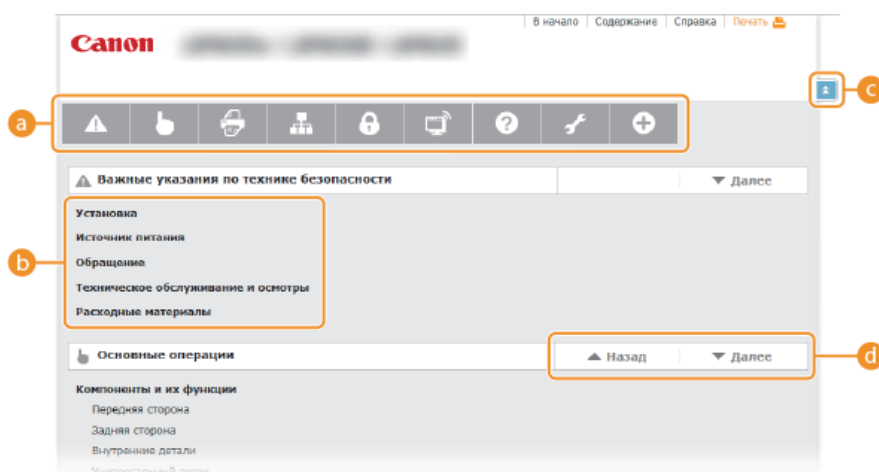 В начало Содержание Справка Печать
Canon
c
a
Важные указания по технике безопасности Далее
Установка
Источник питания
b
Обращение
Техническое обслуживание и осмотры
Расходные материалы
Основные операции Назад Далее d
Компоненты и их функции
Передняя сторона
Задняя сторона
Внутренние детали